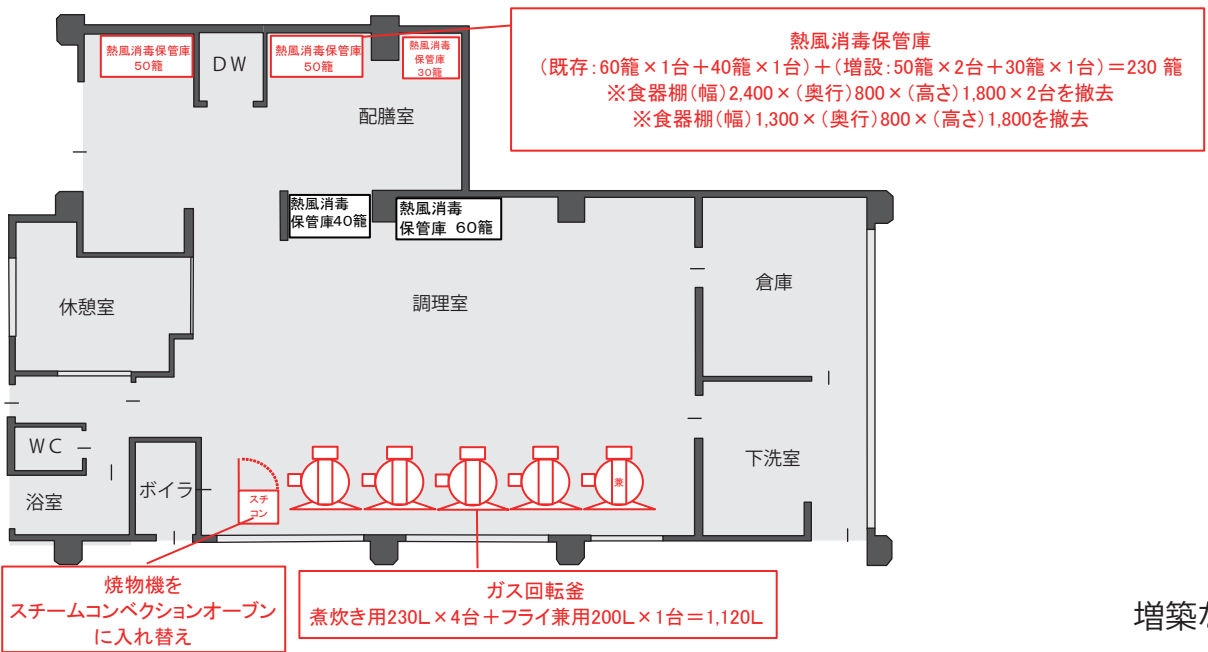 熱風消毒保管庫
(既存:60籠×1台+40籠×1台)+(増設:50籠×2台+30籠×1台)=230 籠
※食器棚(幅)2,400×(奥行)800×(高さ)1,800×2台を撤去
※食器棚(幅)1,300×(奥行)800×(高さ)1,800を撤去
熱風消毒保管庫
50籠
DW
熱風消毒保管庫
50籠
熱風消毒
保管庫
30籠
配膳室
熱風消毒
保管庫40籠
熱風消毒
保管庫 60籠
休憩室
調理室
倉庫
WC
浴室
ボイラー
スチ
コン
兼
下洗室
焼物機を
スチームコンベクションオーブン
に入れ替え
ガス回転釜
煮炊き用230L×4台+フライ兼用200L×1台=1,120L
増築